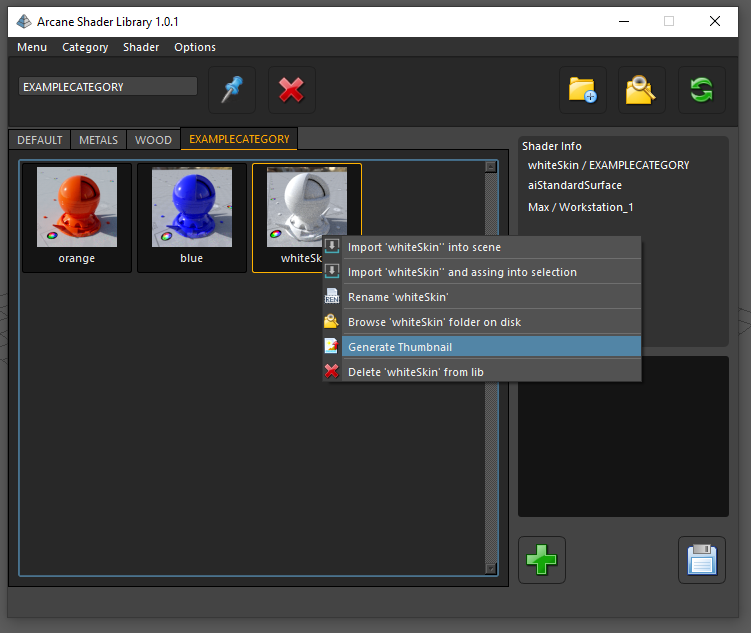 Arcane Shader Library 1.0.1
Menu Category Shader Options
EXAMPLECATEGORY
DEFAULT METALS WOOD EXAMPLECATEGORY
orange blue whiteSk
Shader Info
whiteSkin / EXAMPLECATEGORY
aiStandardSurface
Max / Workstation_1
Import 'whiteSkin'' into scene
Import 'whiteSkin'' and assing into selection
REN
Rename 'whiteSkin'
Browse 'whiteSkin' folder on disk
Generate Thumbnail
Delete 'whiteSkin' from lib